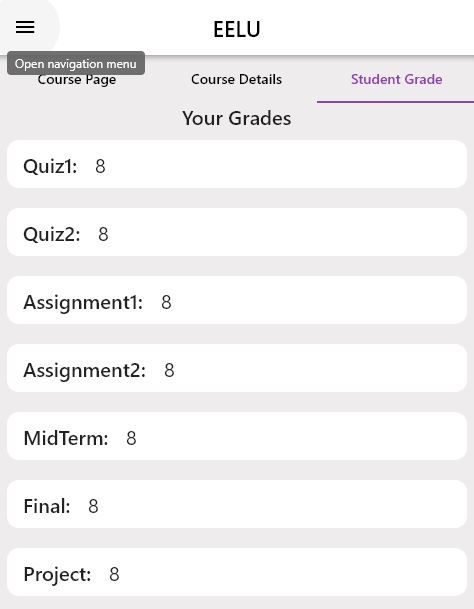 EELU
Open navigation menu
Course Page Course Details Student Grade
Your Grades
Quiz1: 8
Quiz2: 8
Assignment1: 8
Assignment2: 8
MidTerm: 8
Final: 8
Project: 8